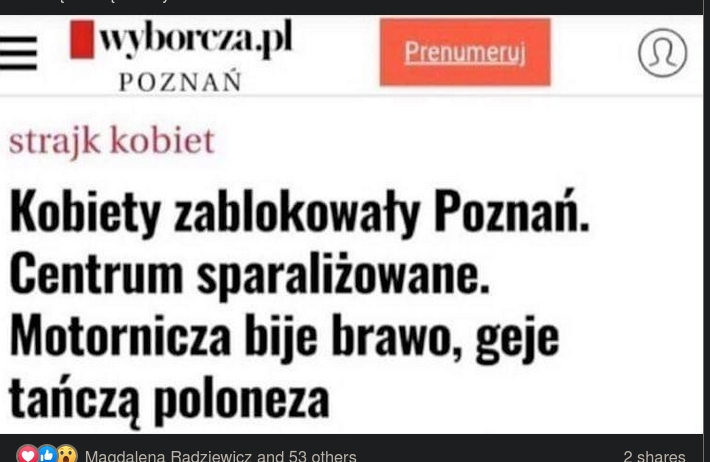 wyborcza.pl
POZNAŃ
Prenumeruj
strajk kobiet
Kobiety zablokowały Poznań.
Centrum sparaliżowane.
Motornicza bije brawo, geje
tańczą poloneza
Magdalena Radziewicz and 53 others
2 shares